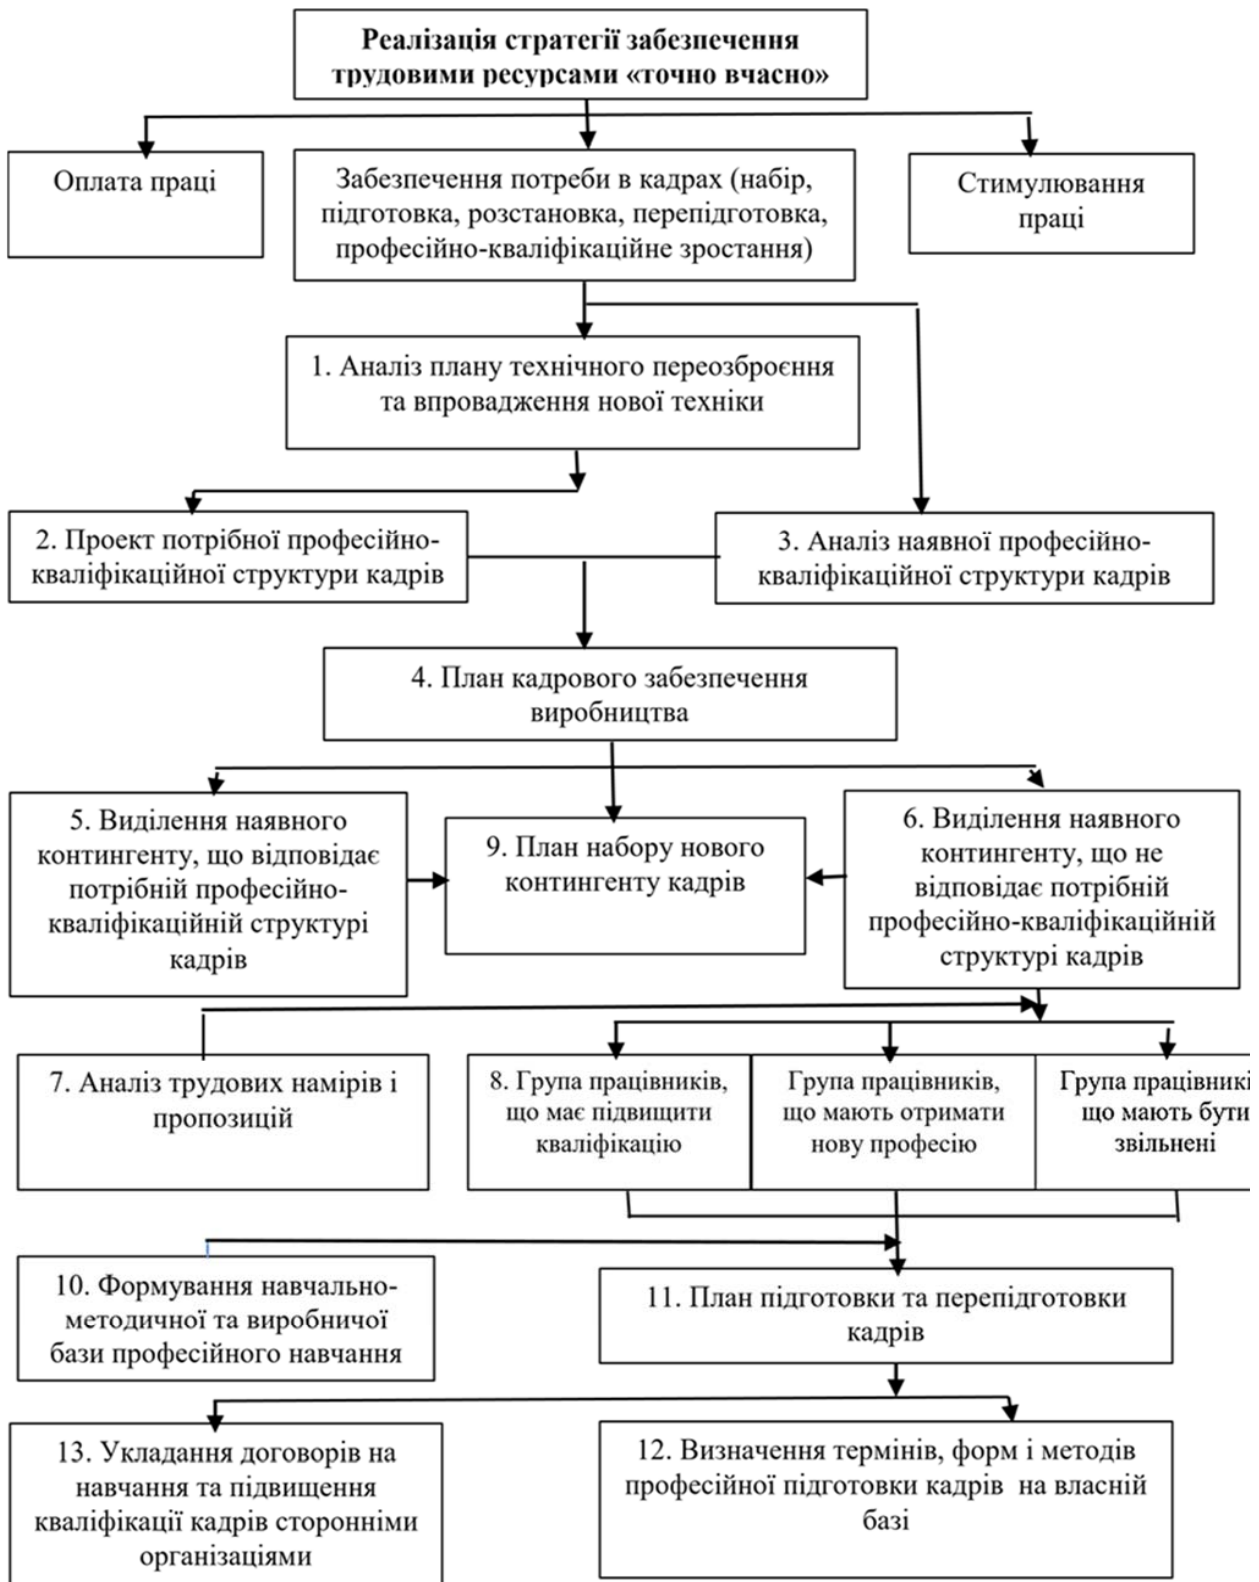 Реалізація стратегії забезпечення
трудовими ресурсами «точно вчасно»
Оплата праці
Забезпечення потреби в кадрах (набір,
підготовка, розстановка, перепідготовка,
професійно-кваліфікаційне зростання)
Стимулювання
праці
1. Аналіз плану технічного переозброєння
та впровадження нової техніки
2. Проект потрібної професійно-
кваліфікаційної структури кадрів
3. Аналіз наявної професійно-
кваліфікаційної структури кадрів
4. План кадрового забезпечення
виробництва
5. Виділення наявного
контингенту, що відповідає
потрібній професійно-
кваліфікаційній структурі
кадрів
9. План набору нового
контингенту кадрів
6. Виділення наявного
контингенту, що не
відповідає потрібній
професійно-кваліфікаційній
структурі кадрів
7. Аналіз трудових намірів і
пропозицій
8. Група працівників,
що має підвищити
кваліфікацію
Група працівників,
що мають отримати
нову професію
Група працівникі
що мають бути
звільнені
10. Формування навчально-
методичної та виробничої
бази професійного навчання
11. План підготовки та перепідготовки
кадрів
13. Укладання договорів на
навчання та підвищення
кваліфікації кадрів сторонніми
організаціями
12. Визначення термінів, форм і методів
професійної підготовки кадрів на власній
базі